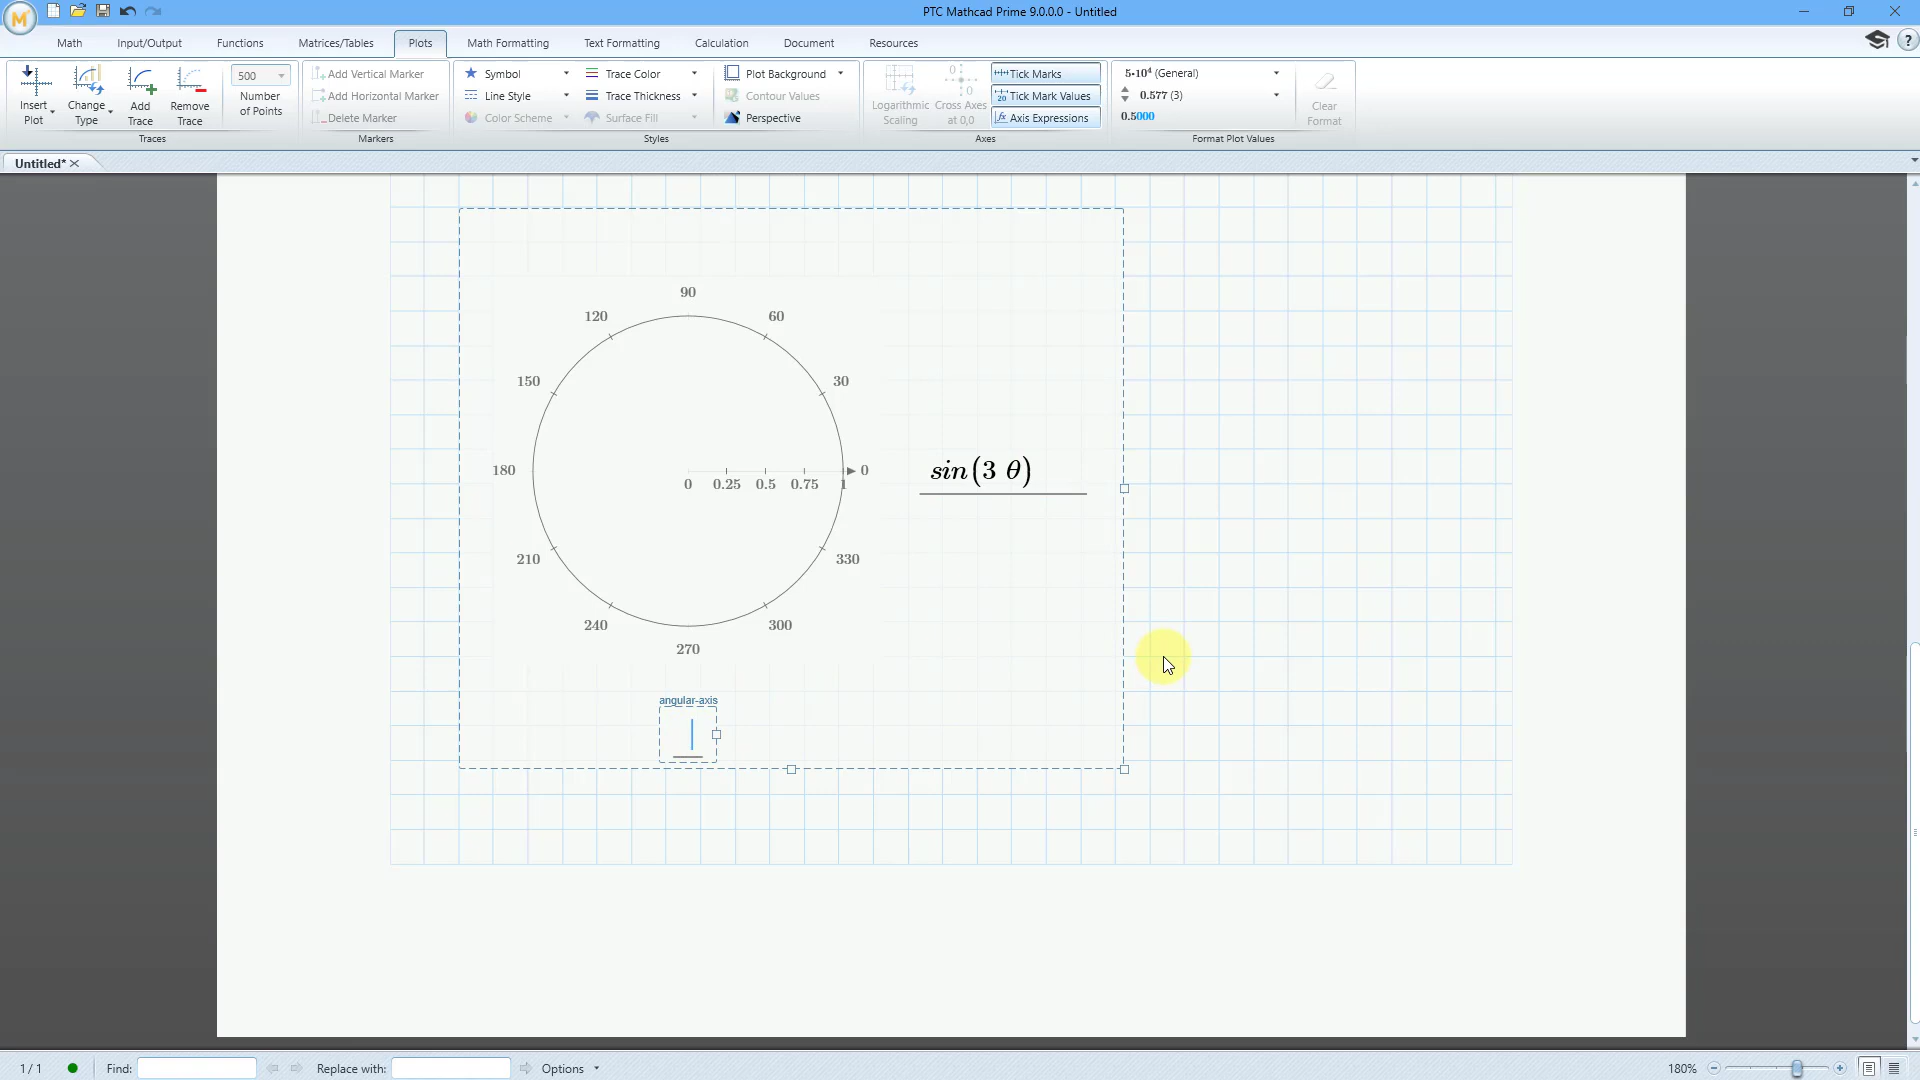 PTC Mathcad Prime 9.0.0.0 - Untitled
Math Input/Output Functions Matrices/Tables Plots Math Formatting Text Formatting Calculation Document Resources
Insert Plot
Change Type
Add Trace
Remove Trace
500
Number of Points
Traces
Add Vertical Marker
Add Horizontal Marker
Delete Marker
Markers
Symbol
Line Style
Color Scheme
Trace Color
Trace Thickness
Surface Fill
Plot Background
Contour Values
Perspective
Styles
Logarithmic Scaling
Cross Axes at 0,0
Tick Marks
Tick Mark Values
Axis Expressions
Axes
5·10⁴ (General)
0.577 (3)
0.5000
Clear Format
Format Plot Values
Untitled*
90
120 60
150 30
180 0
0 0.25 0.5 0.75 1
210 330
240 300
270
sin(3 θ)
angular-axis
1 / 1 Find: Replace with: Options 180%